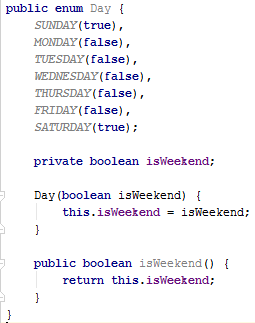 public enum Day {
SUNDAY(true),
MONDAY(false),
TUESDAY(false),
WEDNESDAY(false),
THURSDAY(false),
FRIDAY(false),
SATURDAY(true);
private boolean isWeekend;
Day(boolean isWeekend) {
this.isWeekend = isWeekend;
}
public boolean isWeekend() {
return this.isWeekend;
}
}